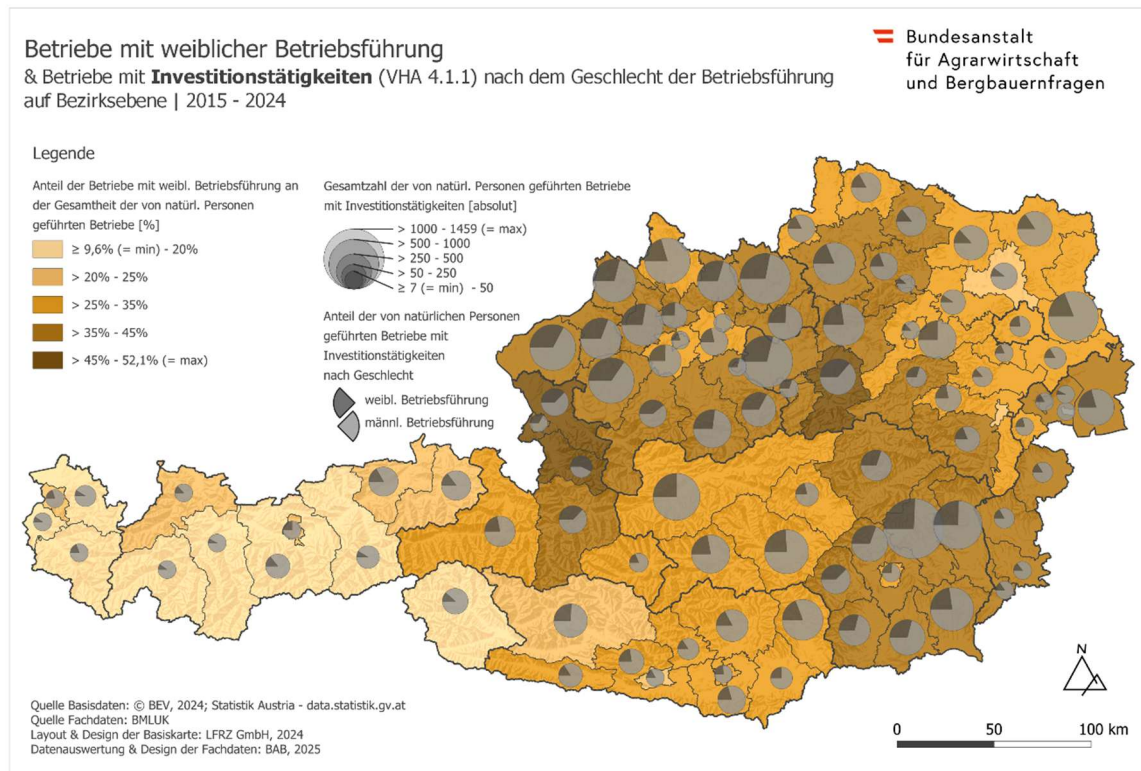 Betriebe mit weiblicher Betriebsführung
& Betriebe mit Investitionstätigkeiten (VHA 4.1.1) nach dem Geschlecht der Betriebsführung
auf Bezirksebene | 2015 - 2024
Bundesanstalt
für Agrarwirtschaft
und Bergbauernfragen
Legende
Anteil der Betriebe mit weibl. Betriebsführung an
der Gesamtheit der von natürl. Personen
geführten Betriebe [%]
≥ 9,6% (= min) - 20%
> 20% - 25%
> 25% - 35%
> 35% - 45%
> 45% - 52,1% (= max)
Gesamtzahl der von natürl. Personen geführten Betriebe
mit Investitionstätigkeiten [absolut]
> 1000 - 1459 (= max)
> 500 - 1000
> 250 - 500
> 50 - 250
≥ 7 (= min) - 50
Anteil der von natürlichen Personen
geführten Betriebe mit
Investitionstätigkeiten
nach Geschlecht
weibl. Betriebsführung
männl. Betriebsführung
N
Quelle Basisdaten: © BEV, 2024; Statistik Austria - data.statistik.gv.at
Quelle Fachdaten: BMLUK
Layout & Design der Basiskarte: LFRZ GmbH, 2024
Datenauswertung & Design der Fachdaten: BAB, 2025
0 50 100 km